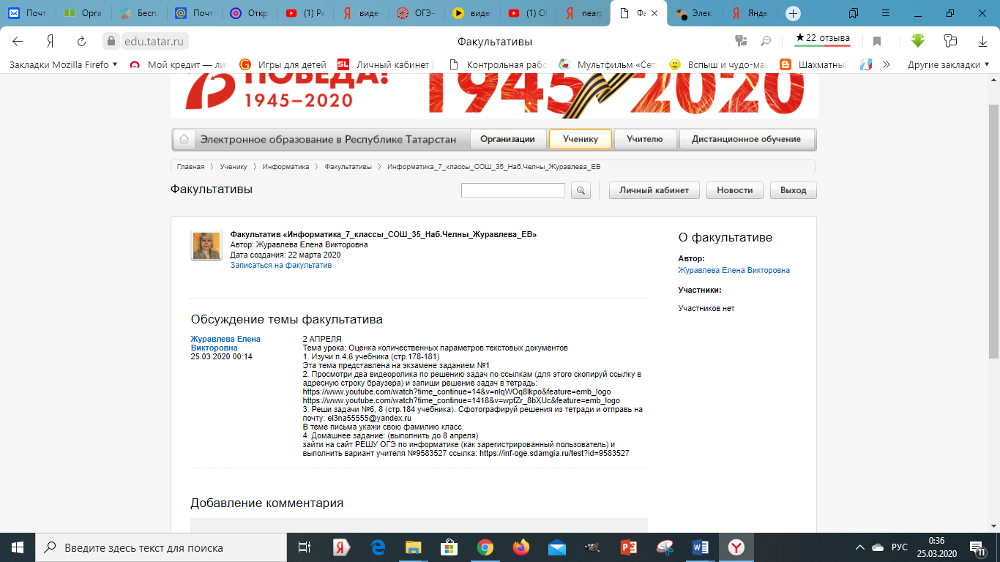 Почт
Орга
Бесп
Почт
Откр
(1) Ре
виде
ОГЭ-
виде
(1) О
nearp
Фа
Элект
Янде
edu.tatar.ru
Факультативы
★22 отзыва
Закладки Mozilla Firefo
Мой кредит — ли
Игры для детей
Личный кабинет |
Контрольная рабо
Мультфильм «Сет
Вспыш и чудо-маш
Шахматный
Другие закладки
ПОБЕДА!
1945–2020
1945 2020
Электронное образование в Республике Татарстан
Организации
Ученику
Учителю
Дистанционное обучение
Главная 〉 Ученику 〉 Информатика 〉 Факультативы 〉 Информатика_7_классы_СОШ_35_Наб.Челны_Журавлева_ЕВ
Факультативы
Личный кабинет
Новости
Выход
Факультатив «Информатика_7_классы_СОШ_35_Наб.Челны_Журавлева_ЕВ»
Автор: Журавлева Елена Викторовна
Дата создания: 22 марта 2020
Записаться на факультатив
О факультативе
Автор:
Журавлева Елена Викторовна
Участники:
Участников нет
Обсуждение темы факультатива
Журавлева Елена
Викторовна
25.03.2020 00:14
2 АПРЕЛЯ
Тема урока: Оценка количественных параметров текстовых документов
1. Изучи п.4.6 учебника (стр.178-181)
Эта тема представлена на экзамене заданием №1
2. Просмотри два видеоролика по решению задач по ссылкам (для этого скопируй ссылку в
адресную строку браузера) и запиши решение задач в тетрадь:
https://www.youtube.com/watch?time_continue=14&v=nlqWOq8lkpo&feature=emb_logo
https://www.youtube.com/watch?time_continue=1418&v=wpfZr_8bXUc&feature=emb_logo
3. Реши задачи №6, 8 (стр.184 учебника). Сфотографируй решения из тетради и отправь на
почту: el3na55555@yandex.ru
В теме письма укажи свою фамилию класс.
4. Домашнее задание: (выполнить до 8 апреля)
зайти на сайт РЕШУ ОГЭ по информатике (как зарегистрированный пользователь) и
выполнить вариант учителя №9583527 ссылка: https://inf-oge.sdamgia.ru/test?id=9583527
Добавление комментария
Введите здесь текст для поиска
РУС
0:36
25.03.2020
11